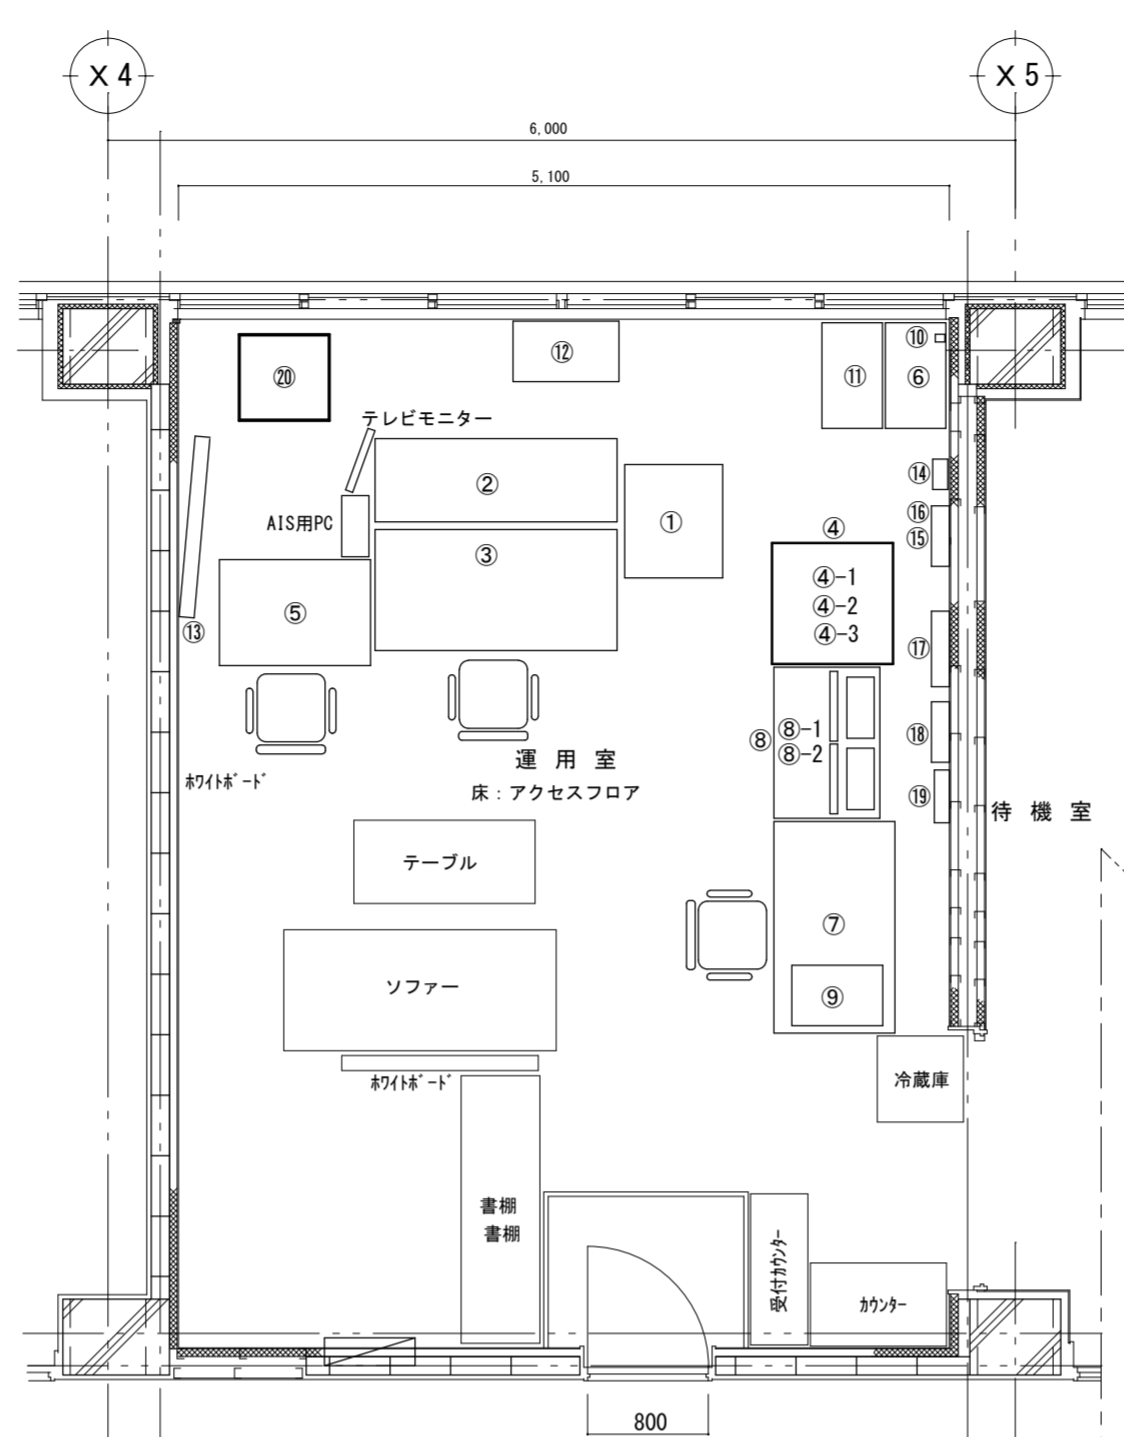 X4
X5
6,000
5,100
⑳
⑫
⑪
⑩
⑥
テレビモニター
②
①
⑭
⑯
⑮
AIS用PC
③
④
④-1
④-2
④-3
⑤
⑬
⑰
⑱
⑧
⑧-1
⑧-2
運用室
床：アクセスフロア
ﾎﾜｲﾄﾎﾞｰﾄﾞ
⑲
待機室
テーブル
⑦
ソファー
⑨
ﾎﾜｲﾄﾎﾞｰﾄﾞ
冷蔵庫
書棚
書棚
受付ｶｳﾝﾀｰ
ｶｳﾝﾀｰ
800